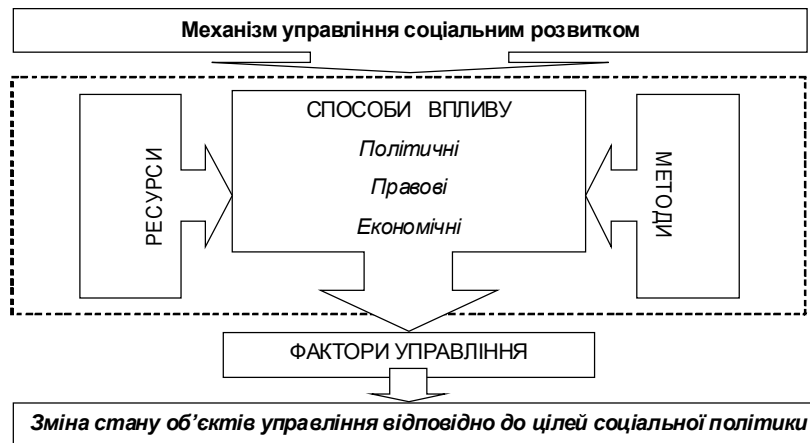 Механізм управління соціальним розвитком
СПОСОБИ ВПЛИВУ
Політичні
Правові
Економічні
РЕСУРСИ
МЕТОДИ
ФАКТОРИ УПРАВЛІННЯ
Зміна стану об’єктів управління відповідно до цілей соціальної політики